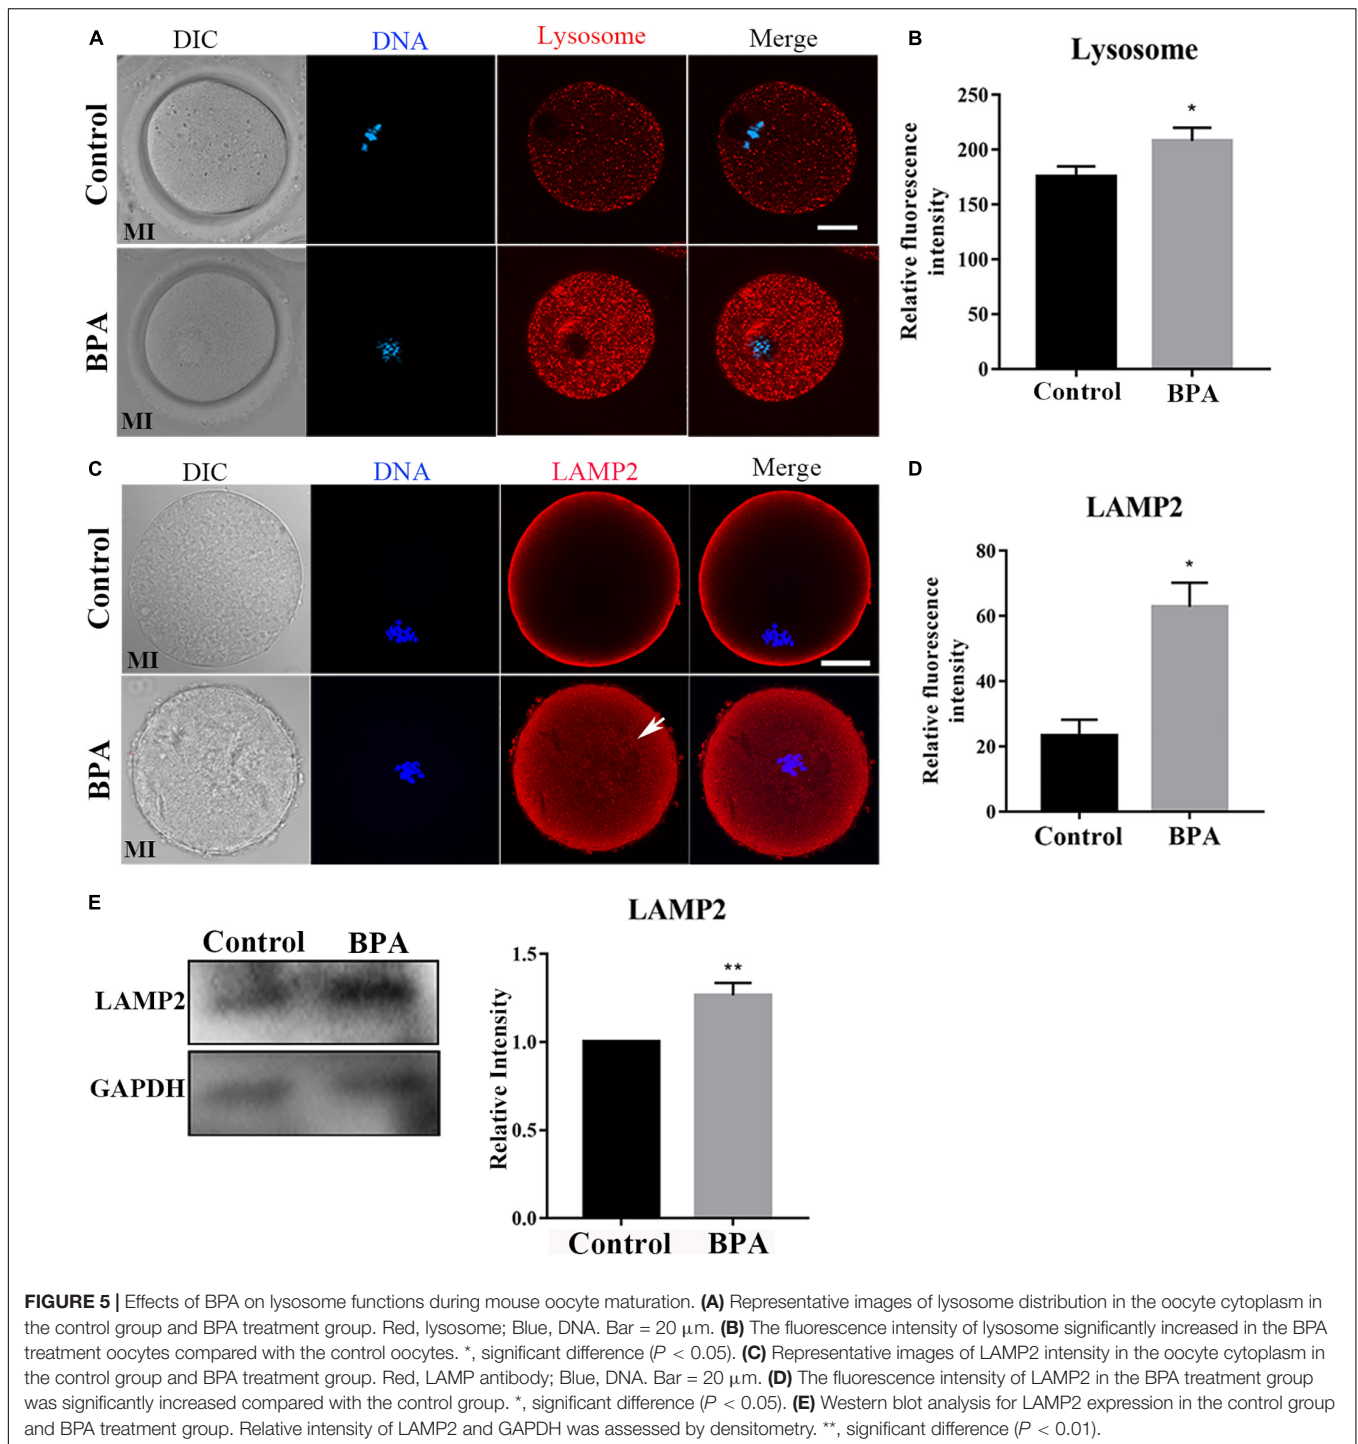 A
DIC
DNA
Lysosome
Merge
Control
MI
BPA
MI
B
Lysosome
Relative fluorescence
intensity
250
200
150
100
50
0
*
Control
BPA
C
DIC
DNA
LAMP2
Merge
Control
MI
BPA
MI
D
LAMP2
Relative fluorescence
intensity
80
60
40
20
0
*
Control
BPA
E
Control BPA
LAMP2
GAPDH
LAMP2
Relative Intensity
1.5
1.0
0.5
0.0
**
Control
BPA
FIGURE 5 | Effects of BPA on lysosome functions during mouse oocyte maturation. (A) Representative images of lysosome distribution in the oocyte cytoplasm in
the control group and BPA treatment group. Red, lysosome; Blue, DNA. Bar = 20 μm. (B) The fluorescence intensity of lysosome significantly increased in the BPA
treatment oocytes compared with the control oocytes. *, significant difference (P < 0.05). (C) Representative images of LAMP2 intensity in the oocyte cytoplasm in
the control group and BPA treatment group. Red, LAMP antibody; Blue, DNA. Bar = 20 μm. (D) The fluorescence intensity of LAMP2 in the BPA treatment group
was significantly increased compared with the control group. *, significant difference (P < 0.05). (E) Western blot analysis for LAMP2 expression in the control group
and BPA treatment group. Relative intensity of LAMP2 and GAPDH was assessed by densitometry. **, significant difference (P < 0.01).